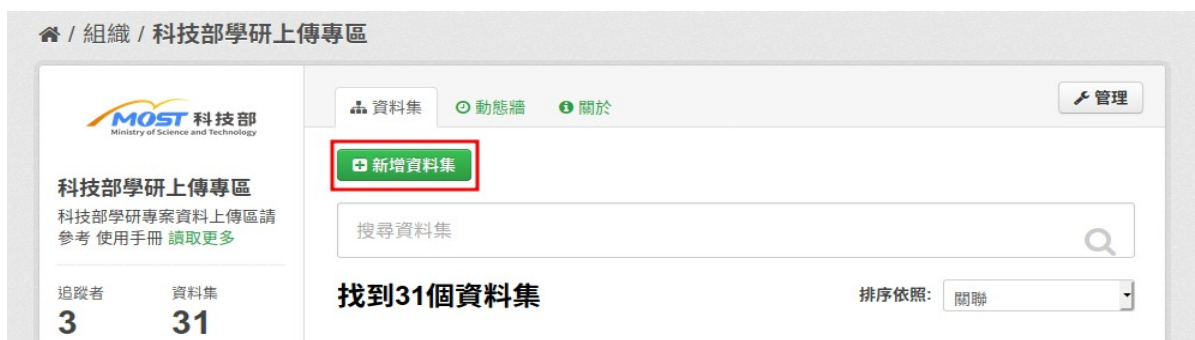 / 組織 / 科技部學研上傳專區
MOST 科技部
Ministry of Science and Technology
科技部學研上傳專區
科技部學研專案資料上傳區請
參考 使用手冊 讀取更多
追蹤者 資料集
3 31
資料集 動態牆 關於 管理
新增資料集
搜尋資料集
找到31個資料集 排序依照: 關聯